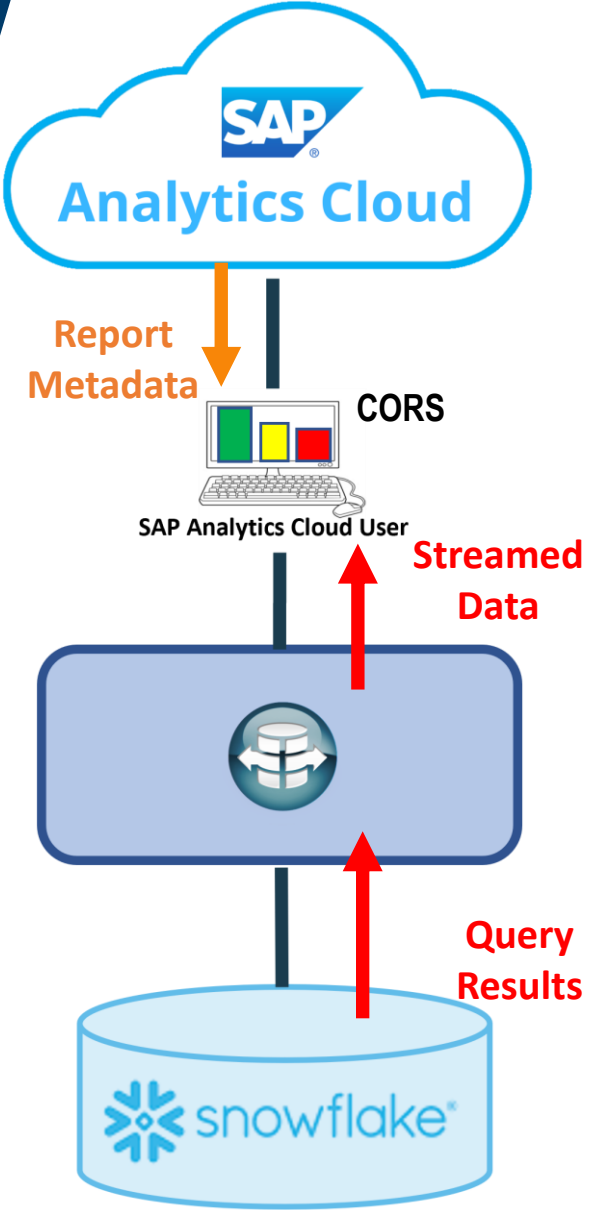 SAP
®
Analytics Cloud
Report
Metadata
CORS
SAP Analytics Cloud User
Streamed
Data
Query
Results
snowflake®